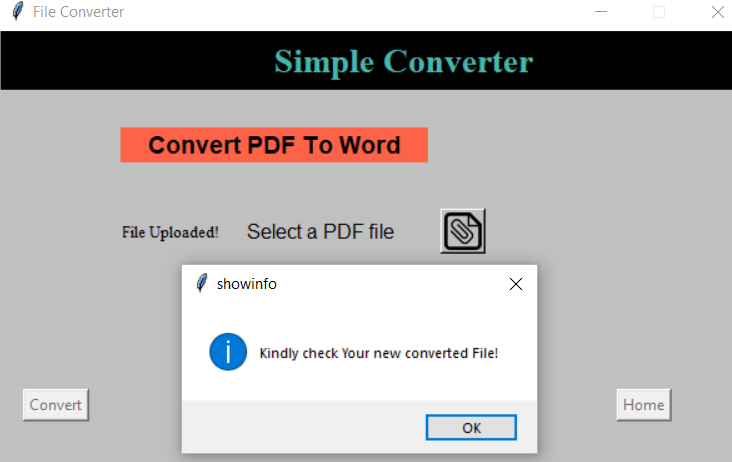 File Converter
Simple Converter
Convert PDF To Word
File Uploaded! Select a PDF file
showinfo
Kindly check Your new converted File!
OK
Convert
Home